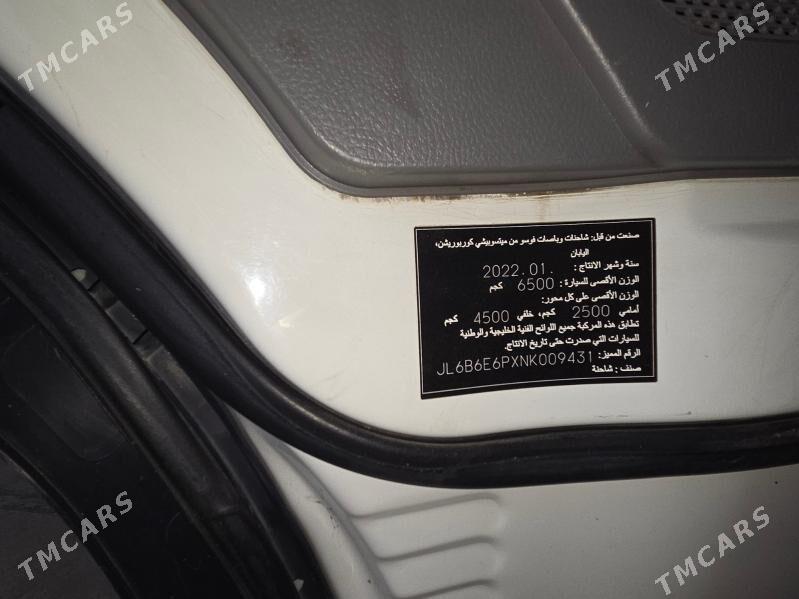 TMCARS
TMCARS
صنعت من قبل: شاحنات وباصات فوسو من ميتسوبيشي كوربوريشن،
اليابان
سنة وشهر الانتاج : 2022.01.
الوزن الأقصى للسيارة : 6500 كجم
الوزن الأقصى على كل محور:
أمامي 2500 كجم، خلفي 4500 كجم
تطابق هذه المركبة جميع اللوائح الفنية الخليجية والوطنية
للسيارات التي صدرت حتى تاريخ الانتاج.
الرقم المميز: JL6B6E6PXNK009431
صنف : شاحنة
TMCARS
TMCARS